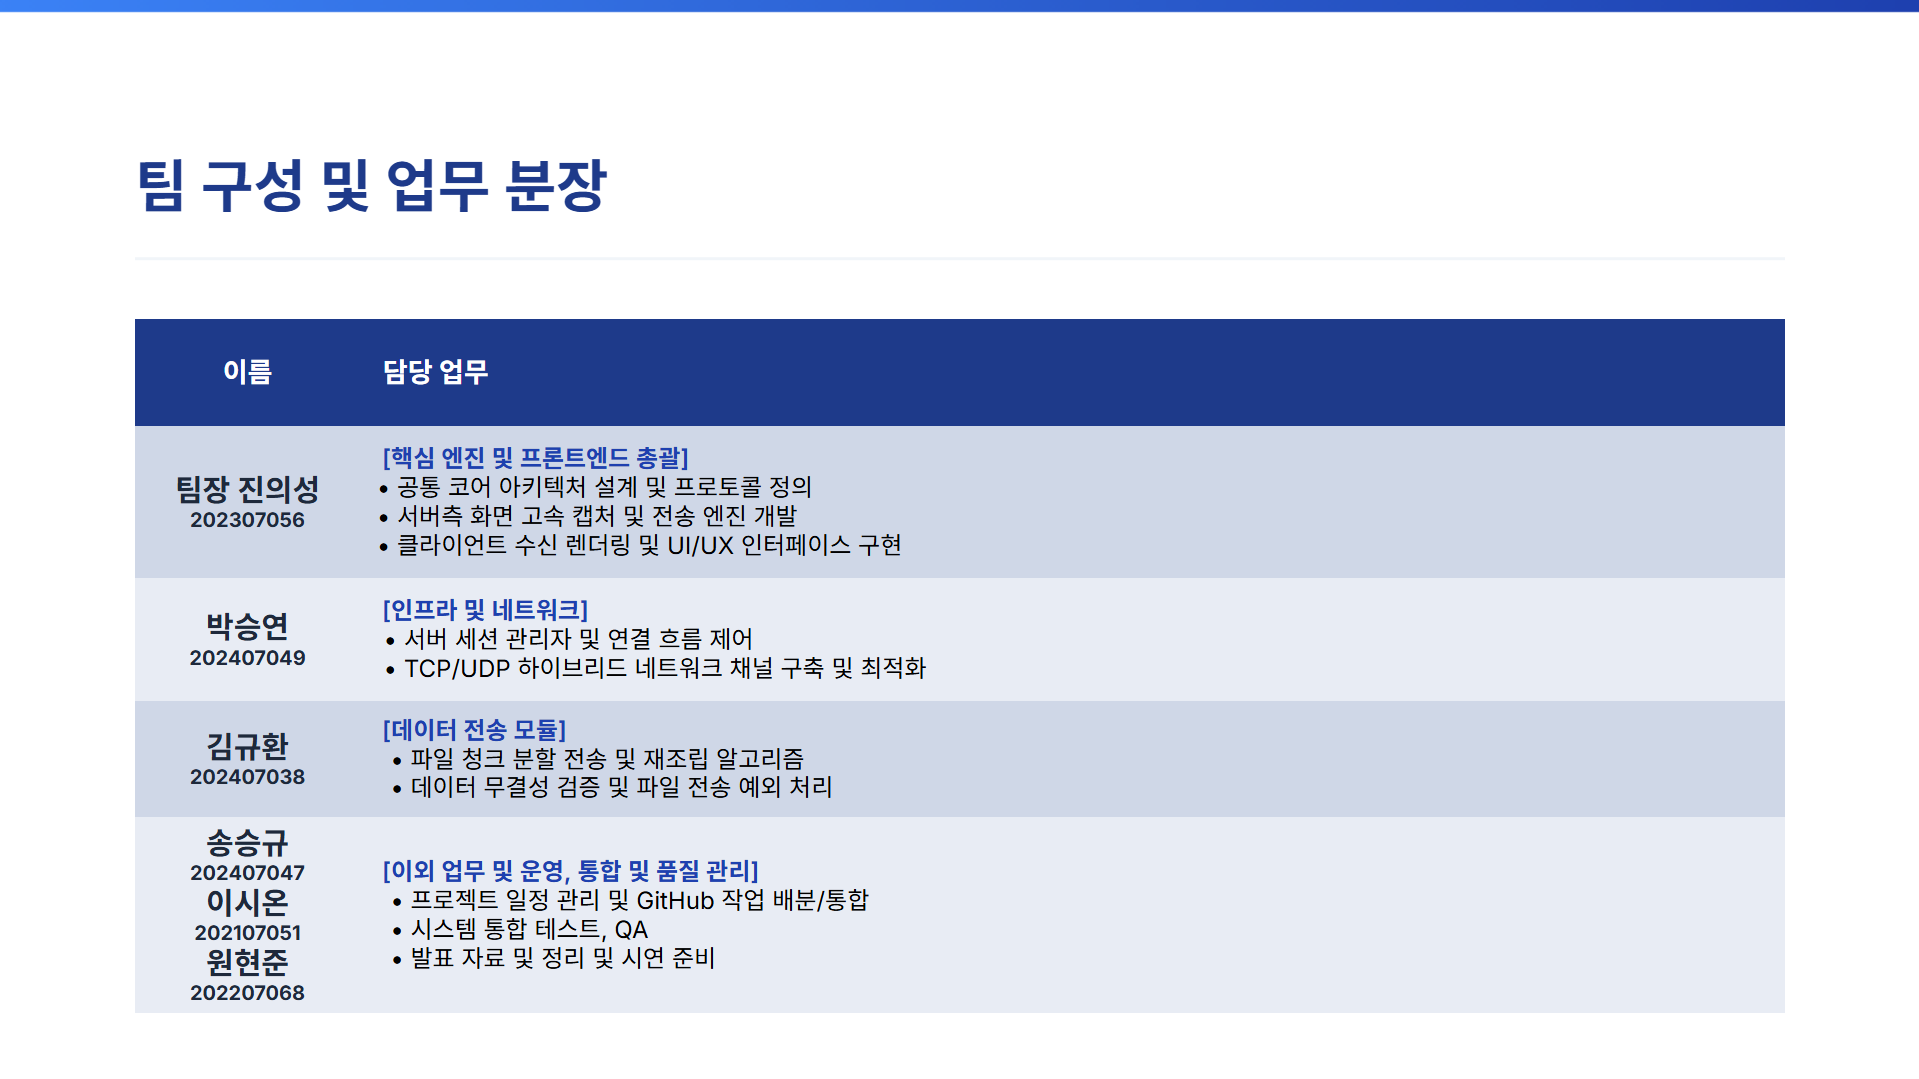 팀 구성 및 업무 분장
이름
담당 업무
팀장 진의성
202307056
[핵심 엔진 및 프론트엔드 총괄]
• 공통 코어 아키텍처 설계 및 프로토콜 정의
• 서버측 화면 고속 캡처 및 전송 엔진 개발
• 클라이언트 수신 렌더링 및 UI/UX 인터페이스 구현
박승연
202407049
[인프라 및 네트워크]
• 서버 세션 관리자 및 연결 흐름 제어
• TCP/UDP 하이브리드 네트워크 채널 구축 및 최적화
김규환
202407038
[데이터 전송 모듈]
• 파일 청크 분할 전송 및 재조립 알고리즘
• 데이터 무결성 검증 및 파일 전송 예외 처리
송승규
202407047
이시온
202107051
원현준
202207068
[이외 업무 및 운영, 통합 및 품질 관리]
• 프로젝트 일정 관리 및 GitHub 작업 배분/통합
• 시스템 통합 테스트, QA
• 발표 자료 및 정리 및 시연 준비